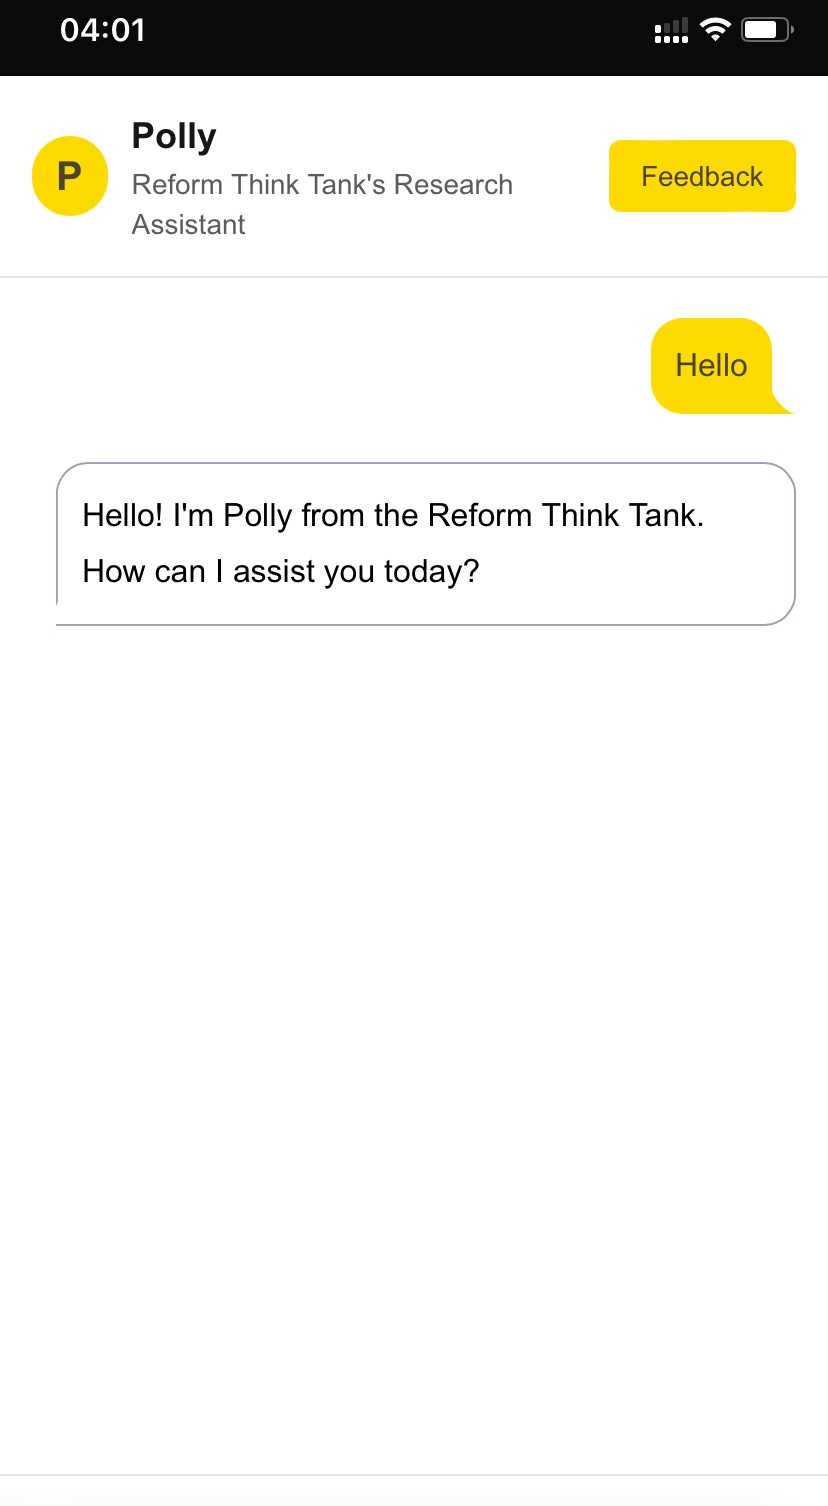 04:01
P
Polly
Reform Think Tank's Research
Assistant
Feedback
Hello
Hello! I'm Polly from the Reform Think Tank.
How can I assist you today?